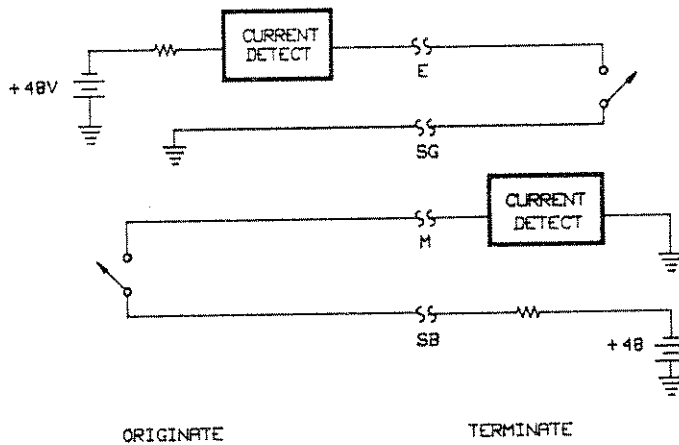 CURRENT
DETECT
+48V
E
SG
CURRENT
DETECT
M
SB
+48
ORIGINATE
TERMINATE